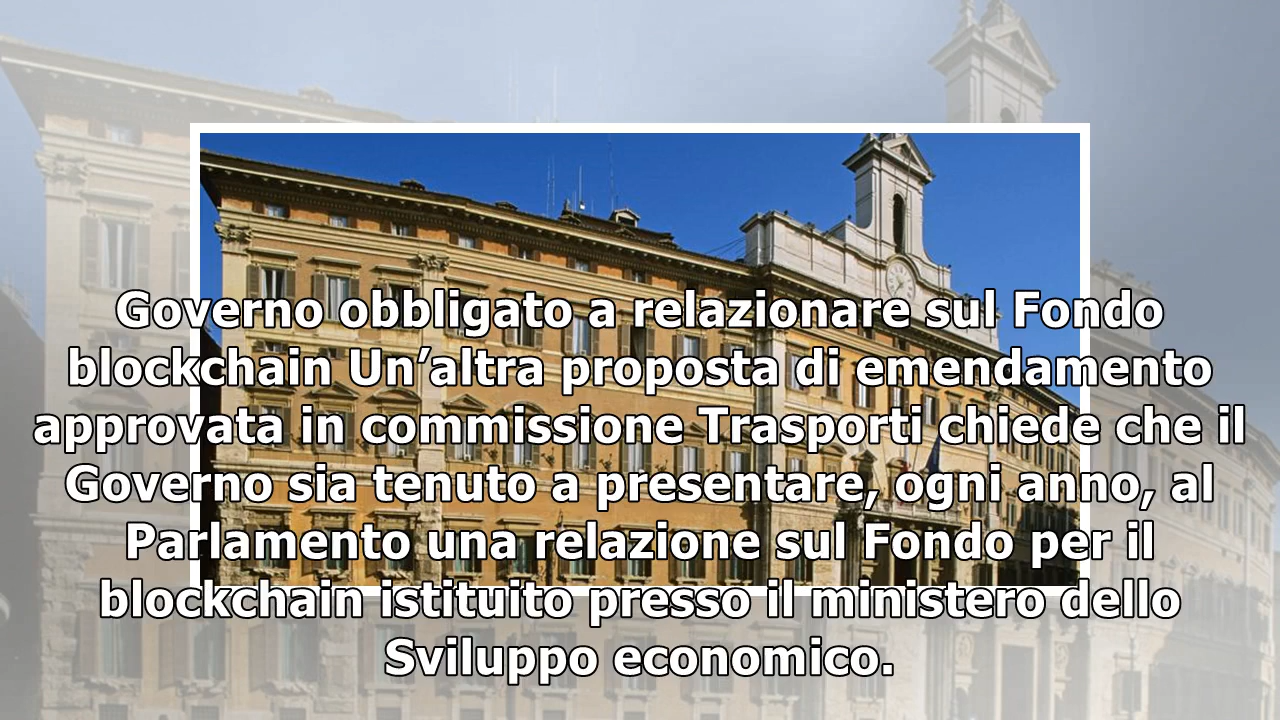 Governo obbligato a relazionare sul Fondo
blockchain Un’altra proposta di emendamento
approvata in commissione Trasporti chiede che il
Governo sia tenuto a presentare, ogni anno, al
Parlamento una relazione sul Fondo per il
blockchain istituito presso il ministero dello
Sviluppo economico.